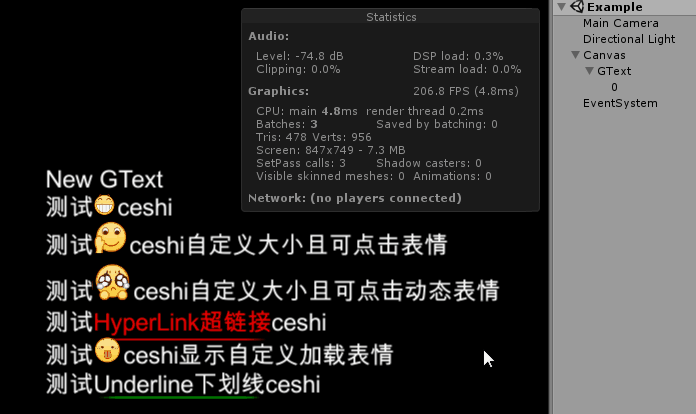 Statistics
Audio:
Level: -74.8 dB DSP load: 0.3%
Clipping: 0.0% Stream load: 0.0%
Graphics: 206.8 FPS (4.8ms)
CPU: main 4.8ms render thread 0.2ms
Batches: 3 Saved by batching: 0
Tris: 478 Verts: 956
Screen: 847x749 - 7.3 MB
SetPass calls: 3 Shadow casters: 0
Visible skinned meshes: 0 Animations: 0
Network: (no players connected)
New GText
测试ceshi
测试ceshi自定义大小且可点击表情
测试ceshi自定义大小且可点击动态表情
测试HyperLink超链接ceshi
测试ceshi显示自定义加载表情
测试Underline下划线ceshi
Example
Main Camera
Directional Light
Canvas
GText
0
EventSystem